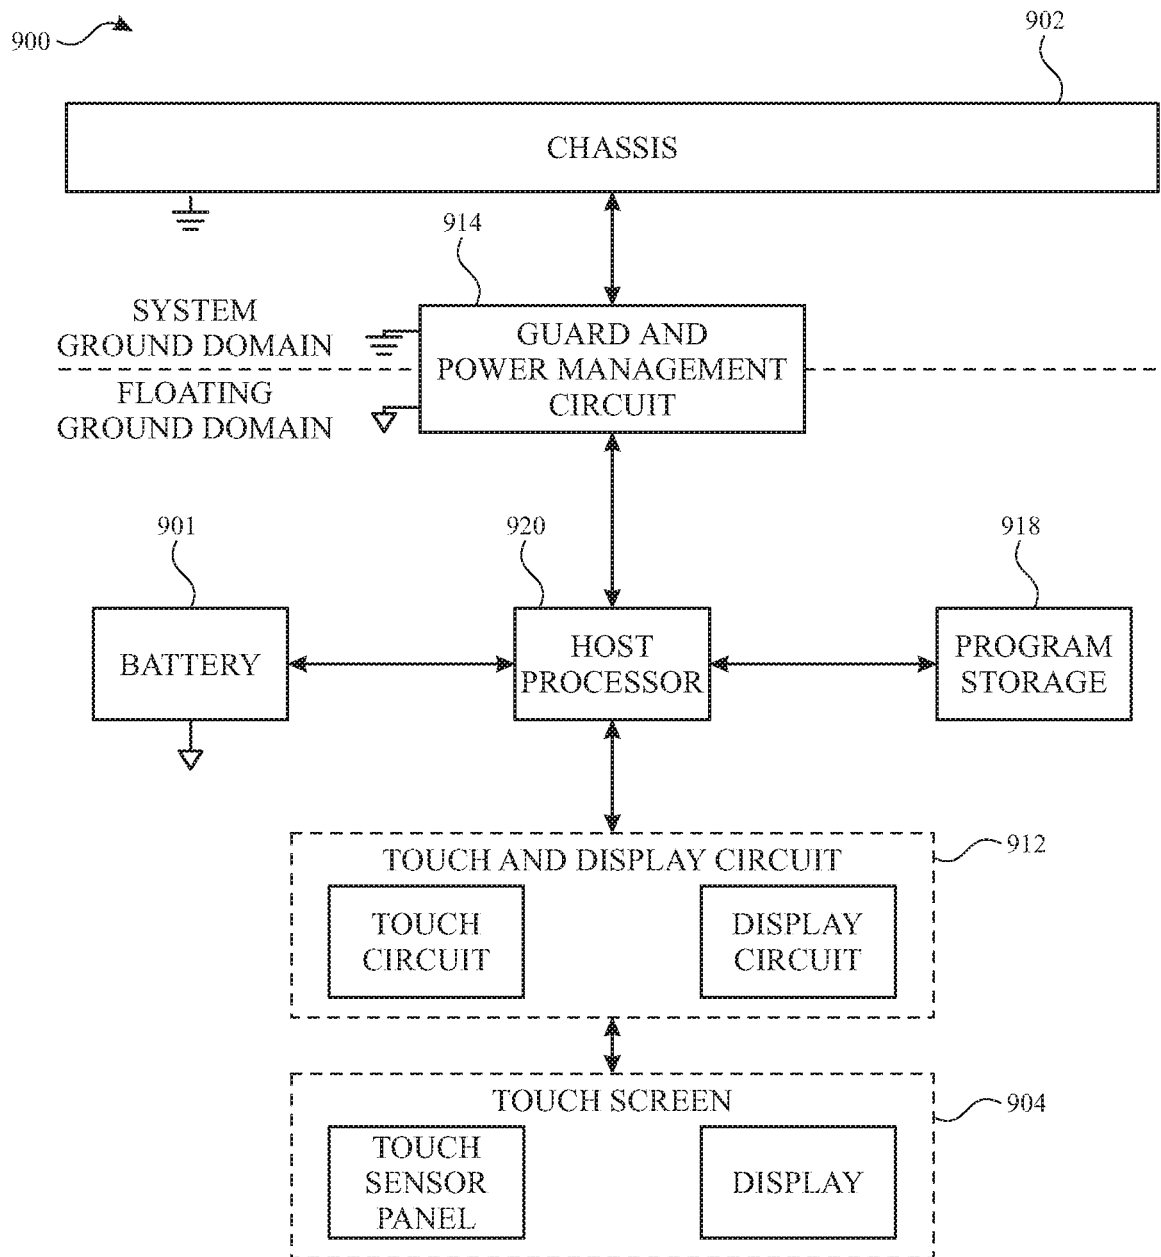 900
902
CHASSIS
914
SYSTEM
GROUND DOMAIN
FLOATING
GROUND DOMAIN
GUARD AND
POWER MANAGEMENT
CIRCUIT
901
920
918
BATTERY
HOST
PROCESSOR
PROGRAM
STORAGE
912
TOUCH AND DISPLAY CIRCUIT
TOUCH
CIRCUIT
DISPLAY
CIRCUIT
904
TOUCH SCREEN
TOUCH
SENSOR
PANEL
DISPLAY